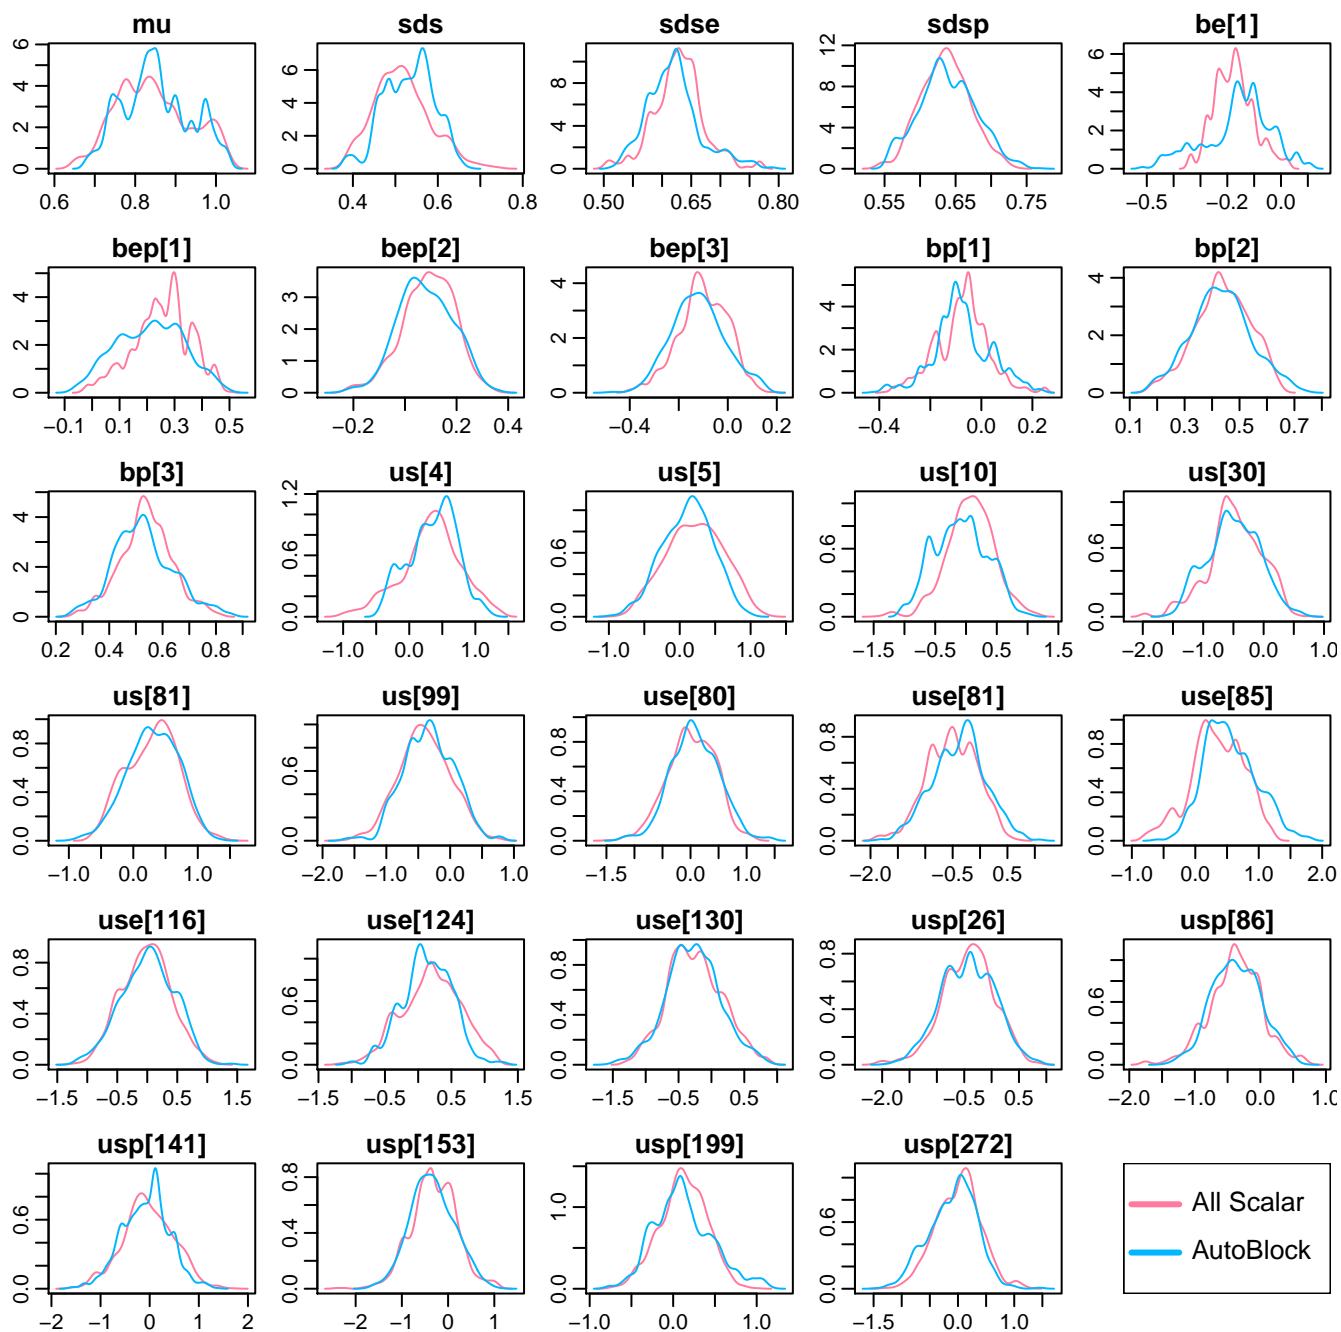 mu sds sdse sdsp be[1]
0 2 4 6 0 2 4 6 0 4 8 0 2 4 6 8 12 0 2 4 6
0.6 0.8 1.0 0.4 0.6 0.8 0.50 0.65 0.80 0.55 0.65 0.75 −0.5 −0.2 0.0
bep[1] bep[2] bep[3] bp[1] bp[2]
0 2 4 0 1 2 3 0 2 4 0 2 4 0 2 4
−0.1 0.1 0.3 0.5 −0.2 0.0 0.2 0.4 −0.4 0.0 0.2 −0.4 0.0 0.2 0.1 0.3 0.5 0.7
bp[3] us[4] us[5] us[10] us[30]
0 2 4 0.0 0.6 1.2 0.0 0.6 0.0 0.6 0.0 0.6
0.2 0.4 0.6 0.8 −1.0 0.0 1.0 −1.0 0.0 1.0 −1.5 −0.5 0.5 1.5 −2.0 −1.0 0.0 1.0
us[81] us[99] use[80] use[81] use[85]
0.0 0.4 0.8 0.0 0.6 0.0 0.4 0.8 0.0 0.4 0.8 0.0 0.4 0.8
−1.0 0.0 1.0 −2.0 −1.0 0.0 1.0 −1.5 0.0 1.0 −2.0 −1.0 0.5 −1.0 0.0 1.0 2.0
use[116] use[124] use[130] usp[26] usp[86]
0.0 0.4 0.8 0.0 0.6 0.0 0.4 0.8 0.0 0.4 0.8 0.0 0.4 0.8
−1.5 −0.5 0.5 1.5 −1.5 −0.5 0.5 1.5 −1.5 −0.5 0.5 −2.0 −0.5 0.5 −2.0 −1.0 0.0 1.0
usp[141] usp[153] usp[199] usp[272]
0.0 0.6 0.0 0.4 0.8 0.0 1.0 0.0 0.6
−2 −1 0 1 2 −2 −1 0 1 −1.0 0.0 1.0 −1.5 0.0 1.0
All Scalar
AutoBlock